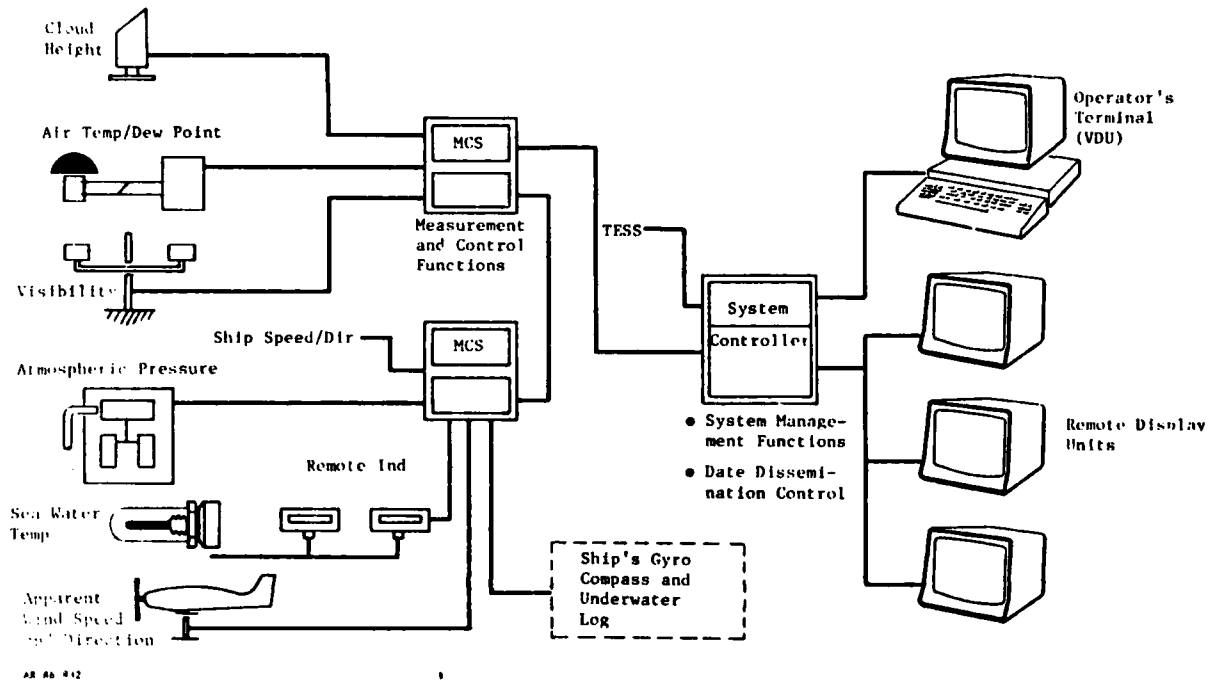 Cloud
Height
Air Temp/Dew Point
Visibility
Ship Speed/Dir
Atmospheric Pressure
Remote Ind
Sea Water
Temp
Apparent
Wind Speed
and Direction
MCS
Measurement
and Control
Functions
MCS
TESS
System
Controller
● System Manage-
ment Functions
● Date Dissemi-
nation Control
Ship's Gyro
Compass and
Underwater
Log
Operator's
Terminal
(VDU)
Remote Display
Units